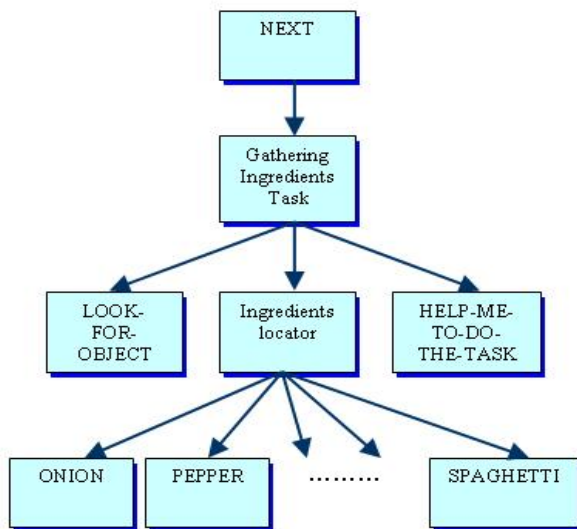 NEXT
Gathering
Ingredients
Task
LOOK-
FOR-
OBJECT
Ingredients
locator
HELP-ME-
TO-DO-
THE-TASK
ONION
PEPPER
………
SPAGHETTI